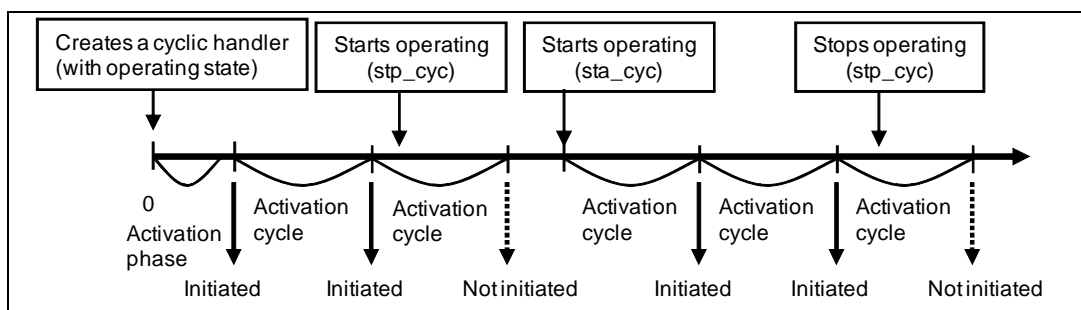 Creates a cyclic handler
(with operating state)
Starts operating
(stp_cyc)
Starts operating
(sta_cyc)
Stops operating
(stp_cyc)
0
Activation
phase
Activation
cycle
Activation
cycle
Activation
cycle
Activation
cycle
Activation
cycle
Initiated
Initiated
Not initiated
Initiated
Initiated
Not initiated